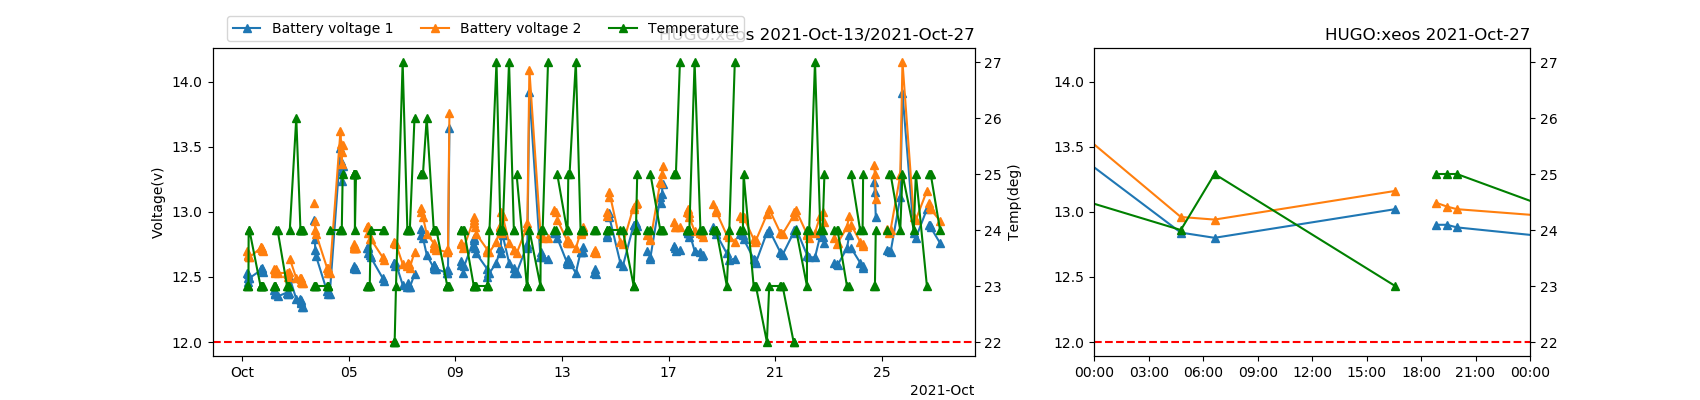 Battery voltage 1 Battery voltage 2 Temperature
HUGO:xeos 2021-Oct-13/2021-Oct-27
HUGO:xeos 2021-Oct-27
Voltage(v)
14.0
13.5
13.0
12.5
12.0
27
26
25
24
23
22
Temp(deg)
Oct 05 09 13 17 21 25
2021-Oct
14.0
13.5
13.0
12.5
12.0
27
26
25
24
23
22
00:00 03:00 06:00 09:00 12:00 15:00 18:00 21:00 00:00